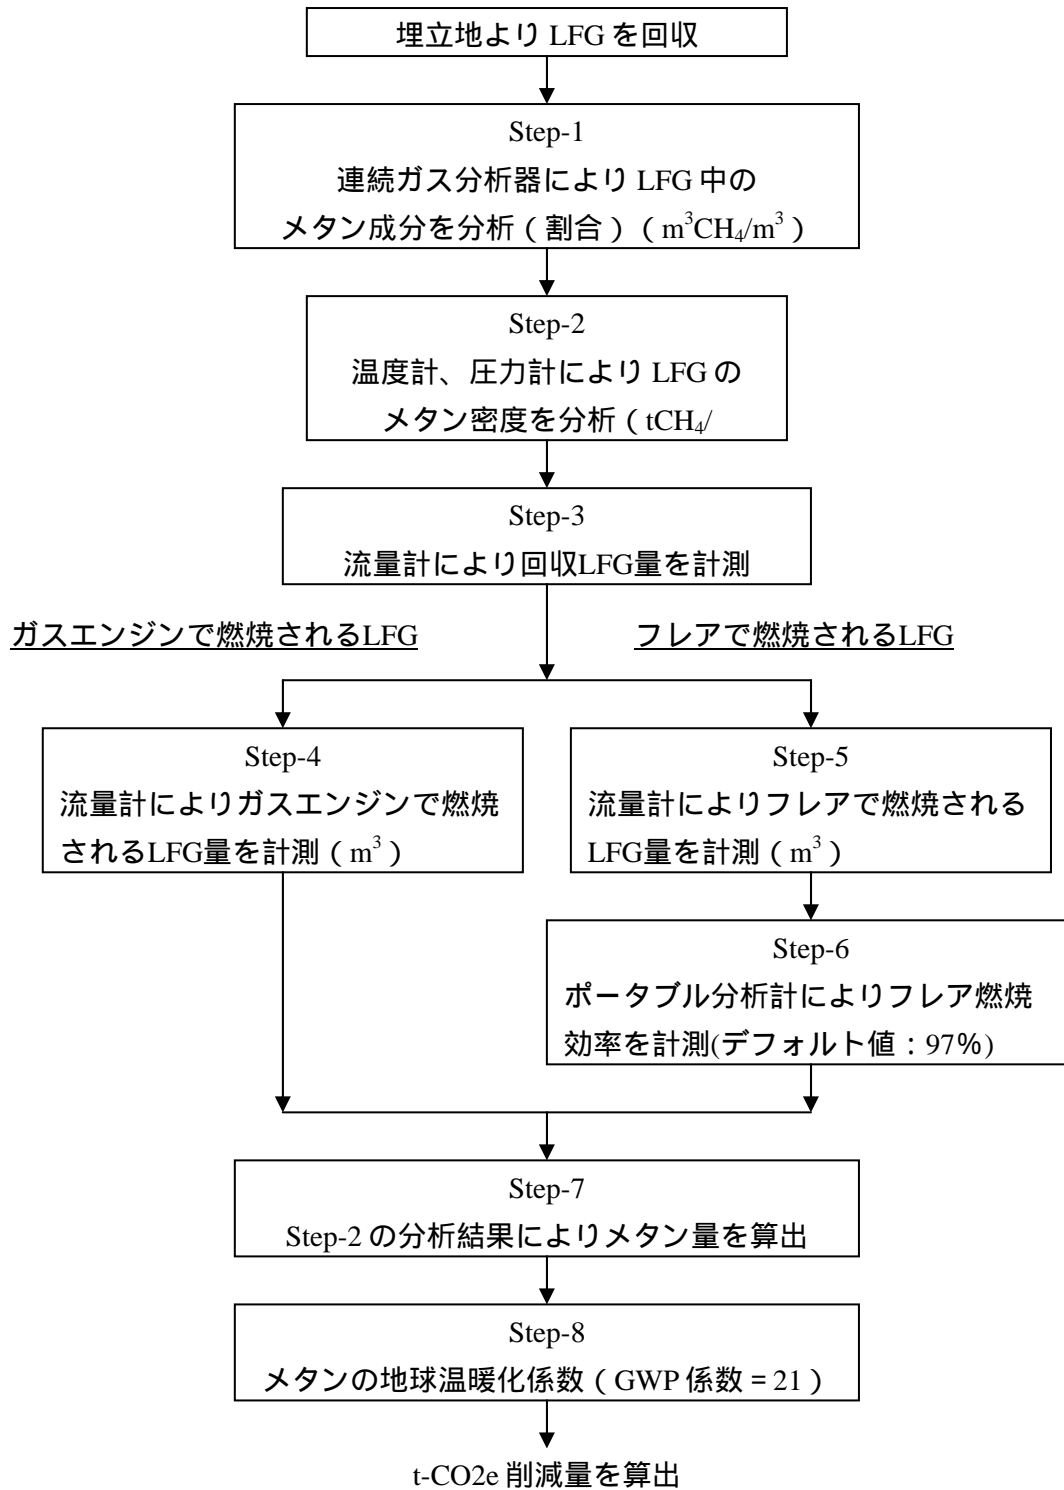 埋立地より LFG を回収
Step-1
連続ガス分析器により LFG 中の
メタン成分を分析（割合）（m³CH₄/m³）
Step-2
温度計、圧力計により LFG の
メタン密度を分析（tCH₄/
Step-3
流量計により回収LFG量を計測
ガスエンジンで燃焼されるLFG
フレアで燃焼されるLFG
Step-4
流量計によりガスエンジンで燃焼
されるLFG量を計測（m³）
Step-5
流量計によりフレアで燃焼される
LFG量を計測（m³）
Step-6
ポータブル分析計によりフレア燃焼
効率を計測(デフォルト値：97%)
Step-7
Step-2 の分析結果によりメタン量を算出
Step-8
メタンの地球温暖化係数（GWP 係数＝21）
t-CO2e 削減量を算出